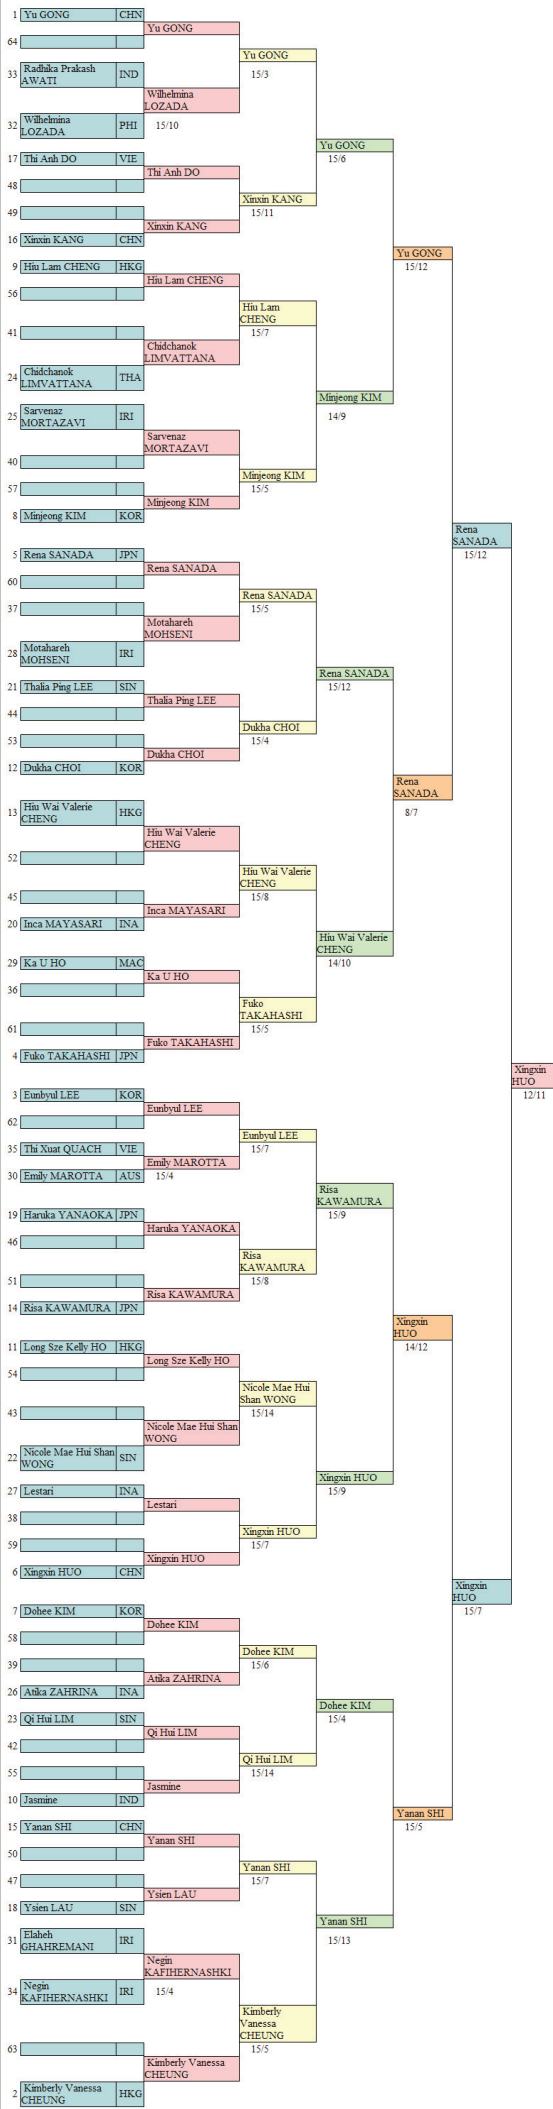 1 Yu GONG CHN
Yu GONG
64
Yu GONG
33 Radhika Prakash
AWATI IND
15/3
Wilhelmina
LOZADA
32 Wilhelmina
LOZADA PHI
15/10
Yu GONG
17 Thi Anh DO VIE
15/6
Thi Anh DO
48
Xinxin KANG
49
15/11
Xinxin KANG
16 Xinxin KANG CHN
Yu GONG
9 Hiu Lam CHENG HKG
15/12
Hiu Lam CHENG
56
Hiu Lam
CHENG
41
15/7
Chidchanok
LIMVATTANA
24 Chidchanok
LIMVATTANA THA
Minjeong KIM
25 Sarvenaz
MORTAZAVI IRI
14/9
Sarvenaz
MORTAZAVI
40
Minjeong KIM
57
15/5
Minjeong KIM
8 Minjeong KIM KOR
Rena
SANADA
5 Rena SANADA JPN
15/12
Rena SANADA
60
Rena SANADA
37
15/5
Motahareh
MOHSENI
28 Motahareh
MOHSENI IRI
Rena SANADA
21 Thalia Ping LEE SIN
15/12
Thalia Ping LEE
44
Dukha CHOI
53
15/4
Dukha CHOI
12 Dukha CHOI KOR
Rena
SANADA
13 Hiu Wai Valerie
CHENG HKG
8/7
Hiu Wai Valerie
CHENG
52
Hiu Wai Valerie
CHENG
45
15/8
Inca MAYASARI
20 Inca MAYASARI INA
Hiu Wai Valerie
CHENG
29 Ka U HO MAC
14/10
Ka U HO
36
Fuko
TAKAHASHI
61
15/5
Fuko TAKAHASHI
4 Fuko TAKAHASHI JPN
Xingxin
HUO
12/11
3 Eunbyul LEE KOR
Eunbyul LEE
62
Eunbyul LEE
35 Thi Xuat QUACH VIE
15/7
Emily MAROTTA
30 Emily MAROTTA AUS
15/4
Risa
KAWAMURA
19 Haruka YANAOKA JPN
15/9
Haruka YANAOKA
46
Risa
KAWAMURA
51
15/8
Risa KAWAMURA
14 Risa KAWAMURA JPN
Xingxin
HUO
11 Long Sze Kelly HO HKG
14/12
Long Sze Kelly HO
54
Nicole Mae Hui
Shan WONG
43
15/14
Nicole Mae Hui Shan
WONG
22 Nicole Mae Hui Shan
WONG SIN
Xingxin HUO
27 Lestari INA
15/9
Lestari
38
Xingxin HUO
59
15/7
Xingxin HUO
6 Xingxin HUO CHN
Xingxin
HUO
7 Dohee KIM KOR
15/7
Dohee KIM
58
Dohee KIM
39
15/6
Atika ZAHRINA
26 Atika ZAHRINA INA
Dohee KIM
23 Qi Hui LIM SIN
15/4
Qi Hui LIM
42
Qi Hui LIM
55
15/14
Jasmine
10 Jasmine IND
Yanan SHI
15 Yanan SHI CHN
15/5
Yanan SHI
50
Yanan SHI
47
15/7
Ysien LAU
18 Ysien LAU SIN
Yanan SHI
31 Elaheh
GHAHREMANI IRI
15/13
Negin
KAFIHERNASHKI
34 Negin
KAFIHERNASHKI IRI
15/4
Kimberly
Vanessa
CHEUNG
63
15/5
Kimberly Vanessa
CHEUNG
2 Kimberly Vanessa
CHEUNG HKG